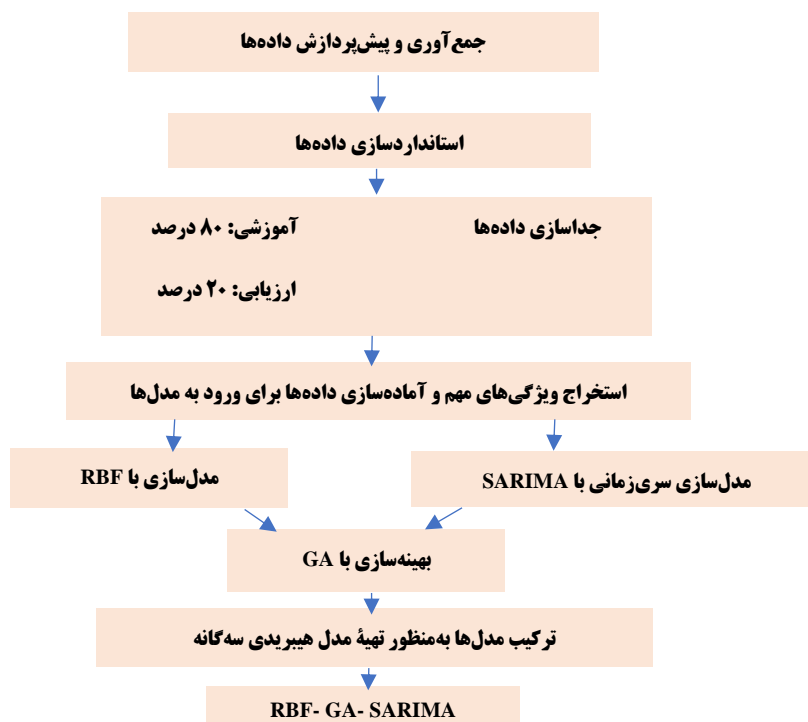 جمع‌آوری و پیش‌پردازش داده‌ها
استانداردسازی داده‌ها
جداسازی داده‌ها آموزشی: ۸۰ درصد
ارزیابی: ۲۰ درصد
استخراج ویژگی‌های مهم و آماده‌سازی داده‌ها برای ورود به مدل‌ها
مدل‌سازی سری‌زمانی با SARIMA
مدل‌سازی با RBF
بهینه‌سازی با GA
ترکیب مدل‌ها به‌منظور تهیهٔ مدل هیبریدی سه‌گانه
RBF- GA- SARIMA